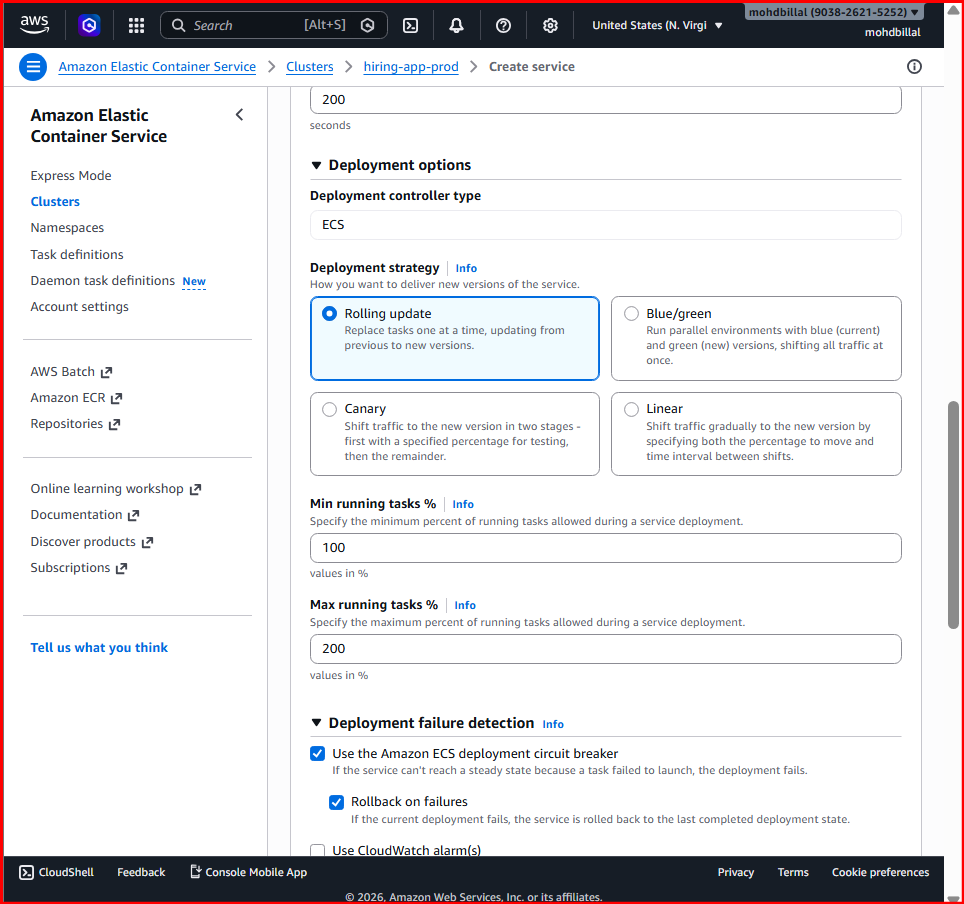 aws
Search
[Alt+S]
United States (N. Virgi
mohdbillal (9038-2621-5252)
mohdbillal
Amazon Elastic Container Service
Clusters
hiring-app-prod
Create service
Amazon Elastic
Container Service
Express Mode
Clusters
Namespaces
Task definitions
Daemon task definitions New
Account settings
AWS Batch
Amazon ECR
Repositories
Online learning workshop
Documentation
Discover products
Subscriptions
Tell us what you think
200
seconds
Deployment options
Deployment controller type
ECS
Deployment strategy Info
How you want to deliver new versions of the service.
Rolling update
Replace tasks one at a time, updating from
previous to new versions.
Blue/green
Run parallel environments with blue (current)
and green (new) versions, shifting all traffic at
once.
Canary
Shift traffic to the new version in two stages -
first with a specified percentage for testing,
then the remainder.
Linear
Shift traffic gradually to the new version by
specifying both the percentage to move and
time interval between shifts.
Min running tasks % Info
Specify the minimum percent of running tasks allowed during a service deployment.
100
values in %
Max running tasks % Info
Specify the maximum percent of running tasks allowed during a service deployment.
200
values in %
Deployment failure detection Info
Use the Amazon ECS deployment circuit breaker
If the service can't reach a steady state because a task failed to launch, the deployment fails.
Rollback on failures
If the current deployment fails, the service is rolled back to the last completed deployment state.
Use CloudWatch alarm(s)
CloudShell
Feedback
Console Mobile App
Privacy
Terms
Cookie preferences
© 2026, Amazon Web Services, Inc. or its affiliates.